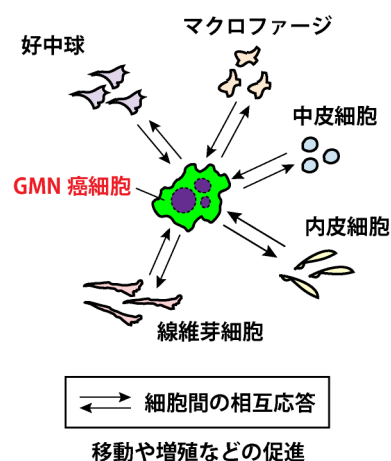 マクロファージ
好中球
中皮細胞
GMN 癌細胞
内皮細胞
線維芽細胞
細胞間の相互応答
移動や増殖などの促進